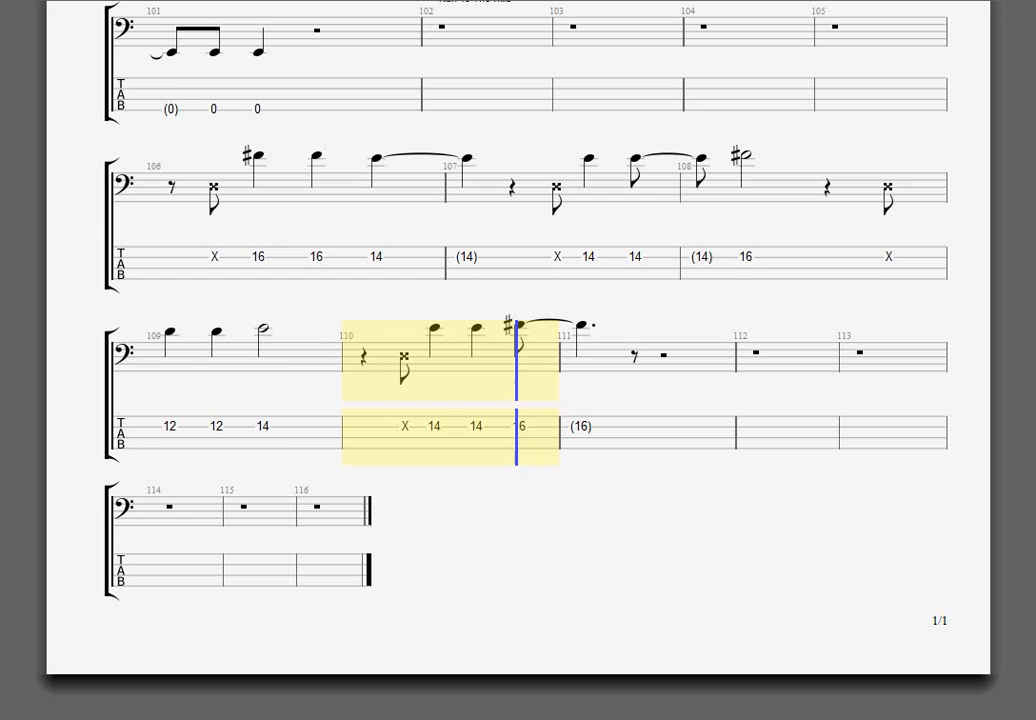 101 102 103 104 105
T
A
B
(0) 0 0
106 107 108
T
A
B
X 16 16 14 (14) X 14 14 (14) 16 X
109 110 111 112 113
T
A
B
12 12 14 X 14 14 16 (16)
114 115 116
T
A
B
1/1